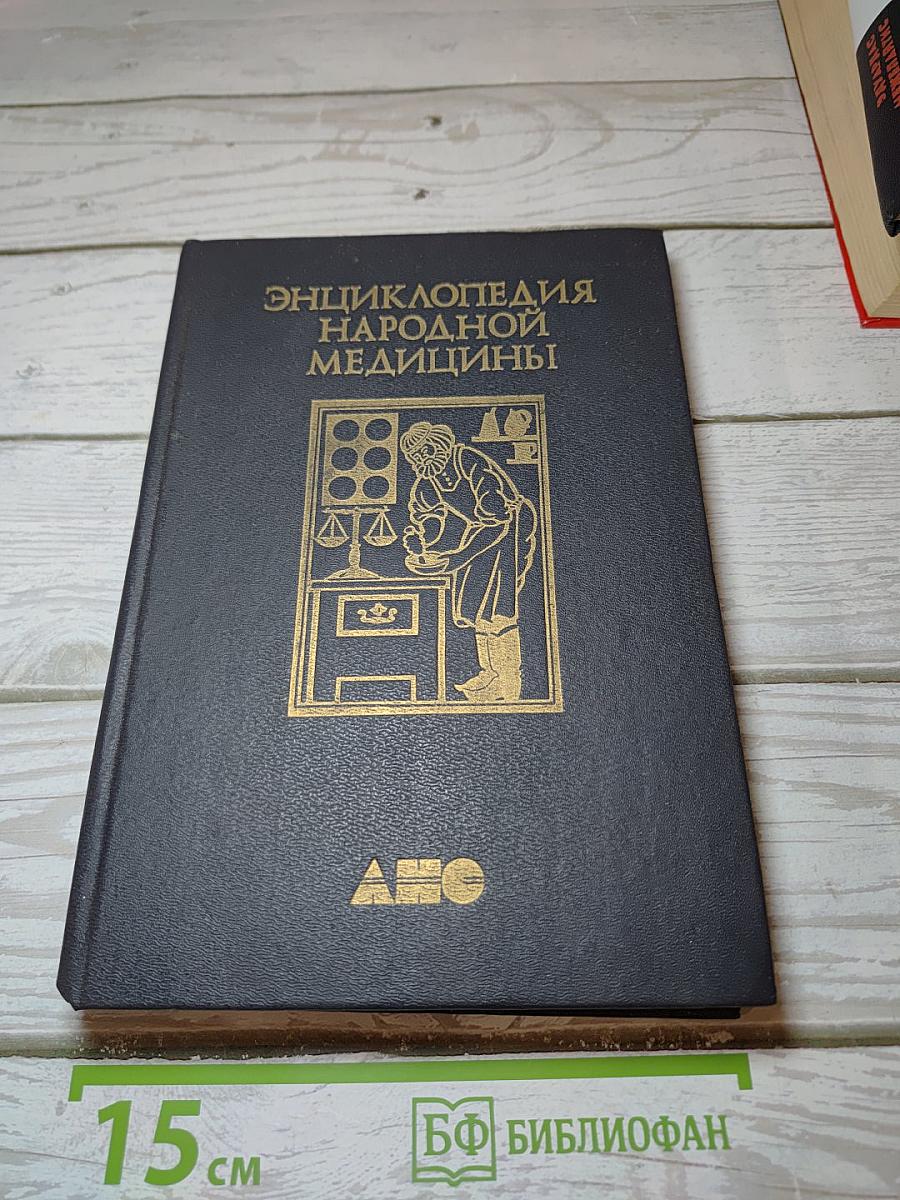 ЭНЦИКЛОПЕДИЯ
НАРОДНОЙ
МЕДИЦИНЫ
АНС
15 см
БФ БИБЛИОФАН